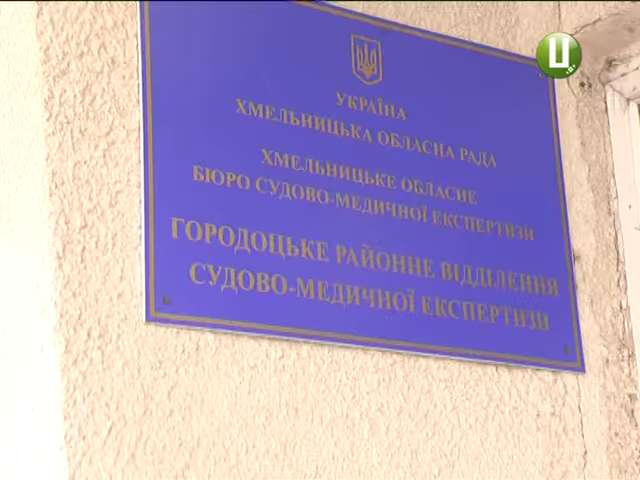 УКРАЇНА
ХМЕЛЬНИЦЬКА ОБЛАСНА РАДА
ХМЕЛЬНИЦЬКЕ ОБЛАСНЕ
БЮРО СУДОВО-МЕДИЧНОЇ ЕКСПЕРТИЗИ
ГОРОДОЦЬКЕ РАЙОННЕ ВІДДІЛЕННЯ
СУДОВО-МЕДИЧНОЇ ЕКСПЕРТИЗИ
Ц